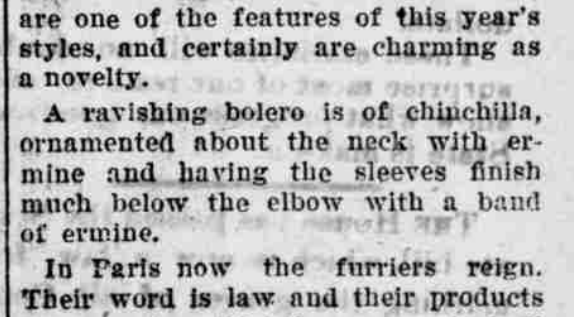 are one of the features of this year's
styles, and certainly are charming as
a novelty.
A ravishing bolero is of chinchilla,
ornamented about the neck with er-
mine and having the sleeves finish
much below the elbow with a band
of ermine.
In Paris now the furriers reign.
Their word is law and their products